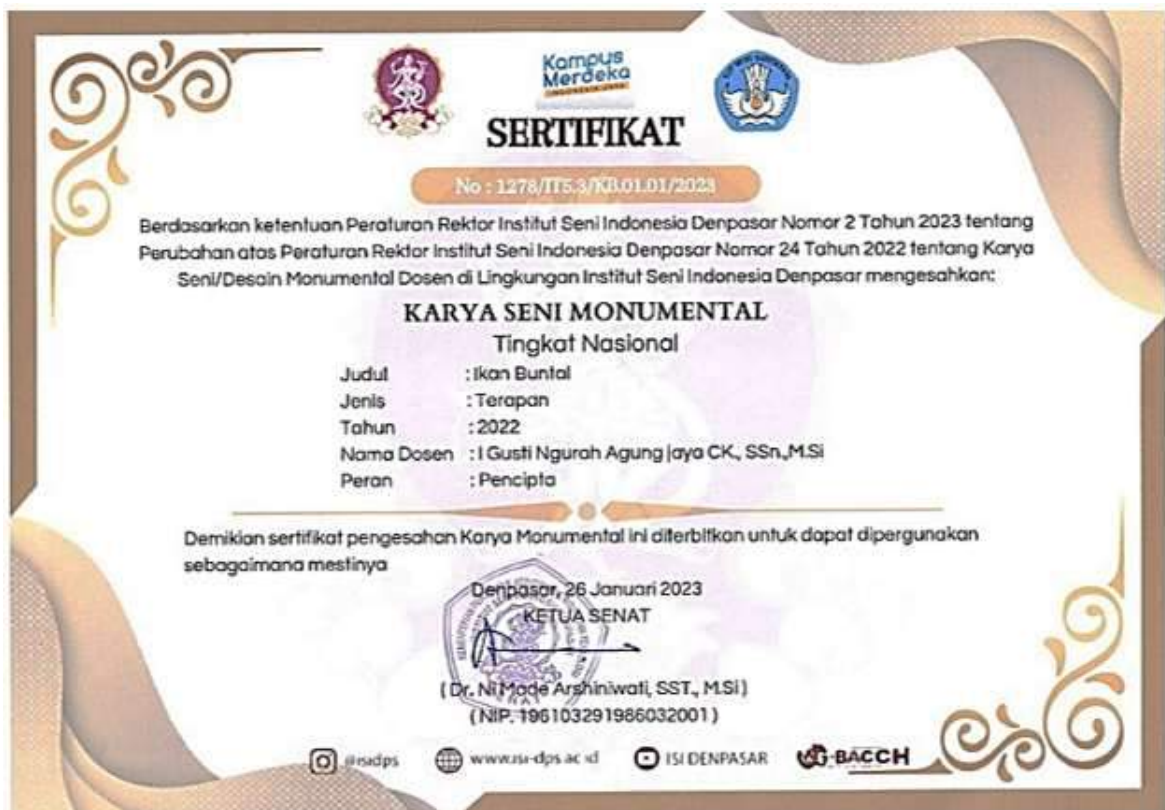 Kampus
Merdeka
INDONESIA JAYA
SERTIFIKAT
No : 1278/IT5.3/KB.01.01/2023
Berdasarkan ketentuan Peraturan Rektor Institut Seni Indonesia Denpasar Nomor 2 Tahun 2023 tentang
Perubahan atas Peraturan Rektor Institut Seni Indonesia Denpasar Nomor 24 Tahun 2022 tentang Karya
Seni/Desain Monumental Dosen di Lingkungan Institut Seni Indonesia Denpasar mengesahkan:
KARYA SENI MONUMENTAL
Tingkat Nasional
Judul : Ikan Buntal
Jenis : Terapan
Tahun : 2022
Nama Dosen : I Gusti Ngurah Agung jaya CK., SSn.,M.Si
Peran : Pencipta
Demikian sertifikat pengesahan Karya Monumental ini diterbitkan untuk dapat dipergunakan
sebagaimana mestinya
Denpasar, 26 Januari 2023
KETUA SENAT
SENAT
( Dr. Ni Made Arshiniwati, SST., M.Si )
( NIP. 196103291986032001 )
@isidps www.isi-dps.ac.id ISI DENPASAR BACCH